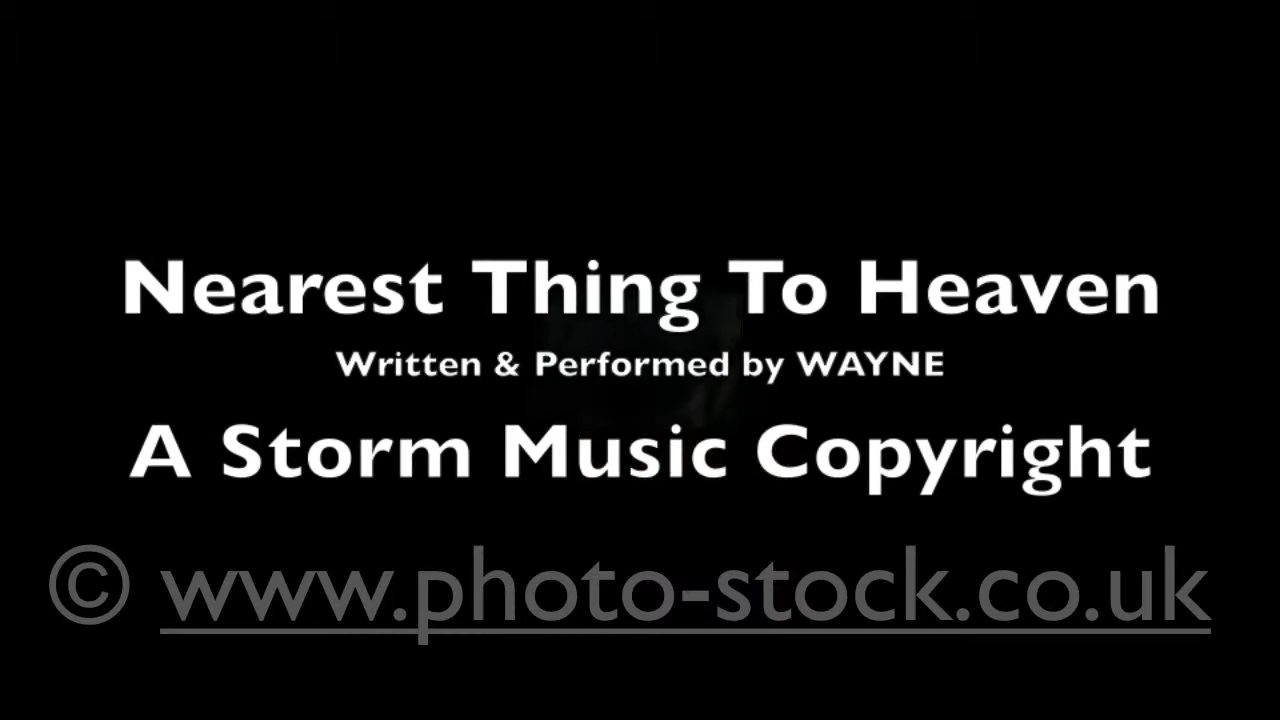 Nearest Thing To Heaven
Written & Performed by WAYNE
A Storm Music Copyright
© www.photo-stock.co.uk